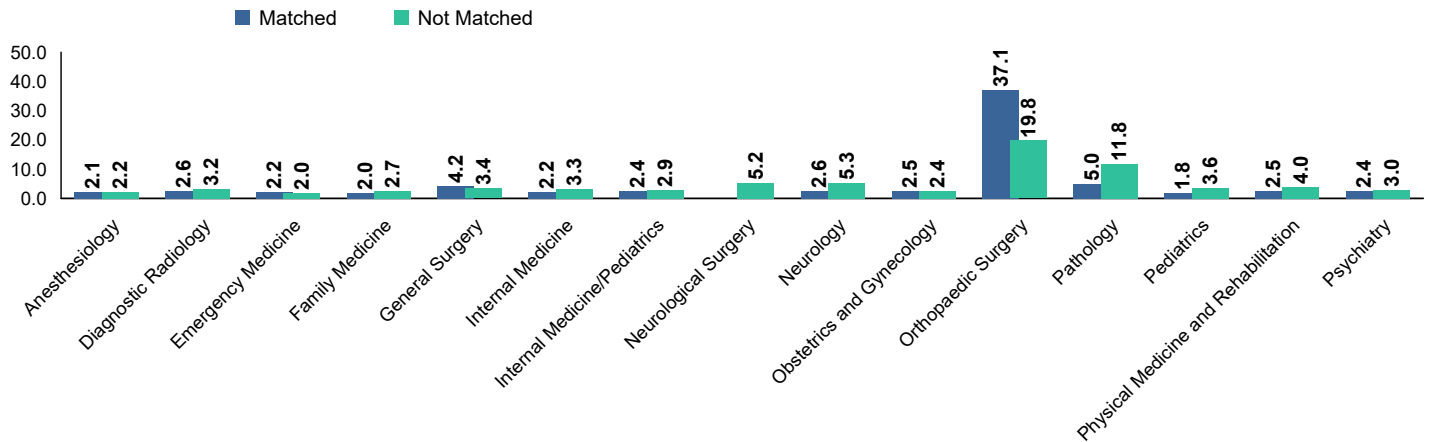 Matched Not Matched
50.0
40.0
30.0
20.0
10.0
0.0
2.1 2.2 2.6 3.2 2.2 2.0 2.0 2.7 4.2 3.4 2.2 3.3 2.4 2.9 5.2 2.6 5.3 2.5 2.4 37.1 19.8 5.0 11.8 1.8 3.6 2.5 4.0 2.4 3.0
Anesthesiology
Diagnostic Radiology
Emergency Medicine
Family Medicine
General Surgery
Internal Medicine
Internal Medicine/Pediatrics
Neurological Surgery
Neurology
Obstetrics and Gynecology
Orthopaedic Surgery
Pathology
Pediatrics
Physical Medicine and Rehabilitation
Psychiatry